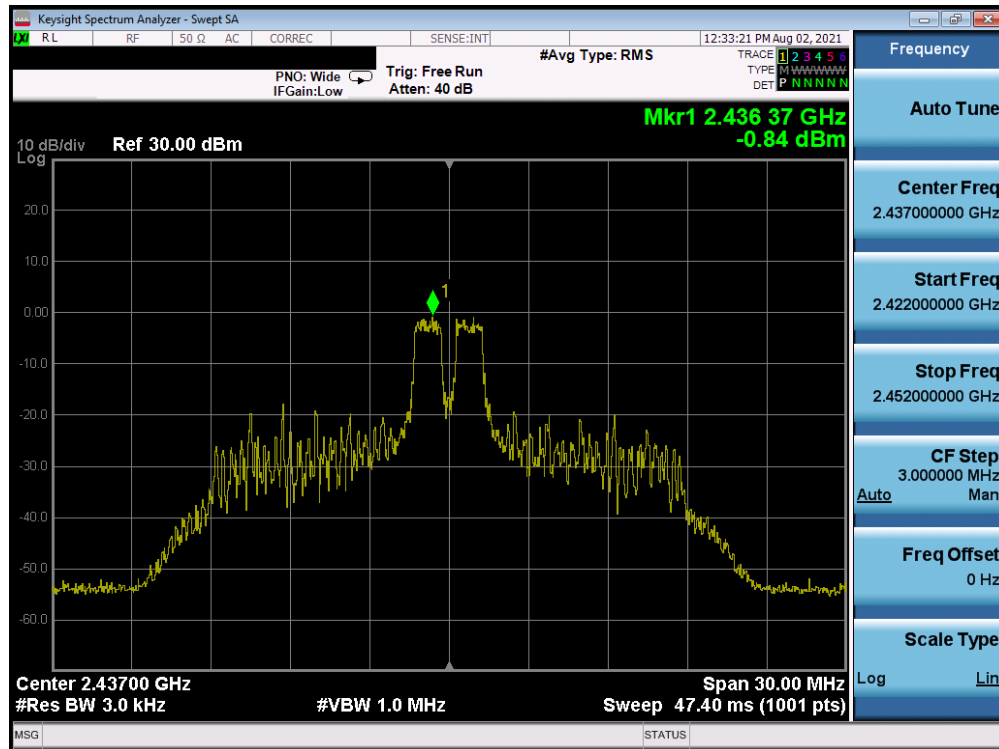 Keysight Spectrum Analyzer - Swept SA
LXI RL RF 50 Ω AC CORREC SENSE:INT 12:33:21 PM Aug 02, 2021
PNO: Wide
IFGain:Low
Trig: Free Run
Atten: 40 dB
#Avg Type: RMS
TRACE 1 2 3 4 5 6
TYPE M W W W W W
DET P N N N N N
Mkr1 2.436 37 GHz
-0.84 dBm
10 dB/div
Log
Ref 30.00 dBm
20.0
10.0
0.00
-10.0
-20.0
-30.0
-40.0
-50.0
-60.0
1
Center 2.43700 GHz
Span 30.00 MHz
#Res BW 3.0 kHz
#VBW 1.0 MHz
Sweep 47.40 ms (1001 pts)
MSG
STATUS
Frequency
Auto Tune
Center Freq
2.437000000 GHz
Start Freq
2.422000000 GHz
Stop Freq
2.452000000 GHz
CF Step
3.000000 MHz
Auto Man
Freq Offset
0 Hz
Scale Type
Log Lin